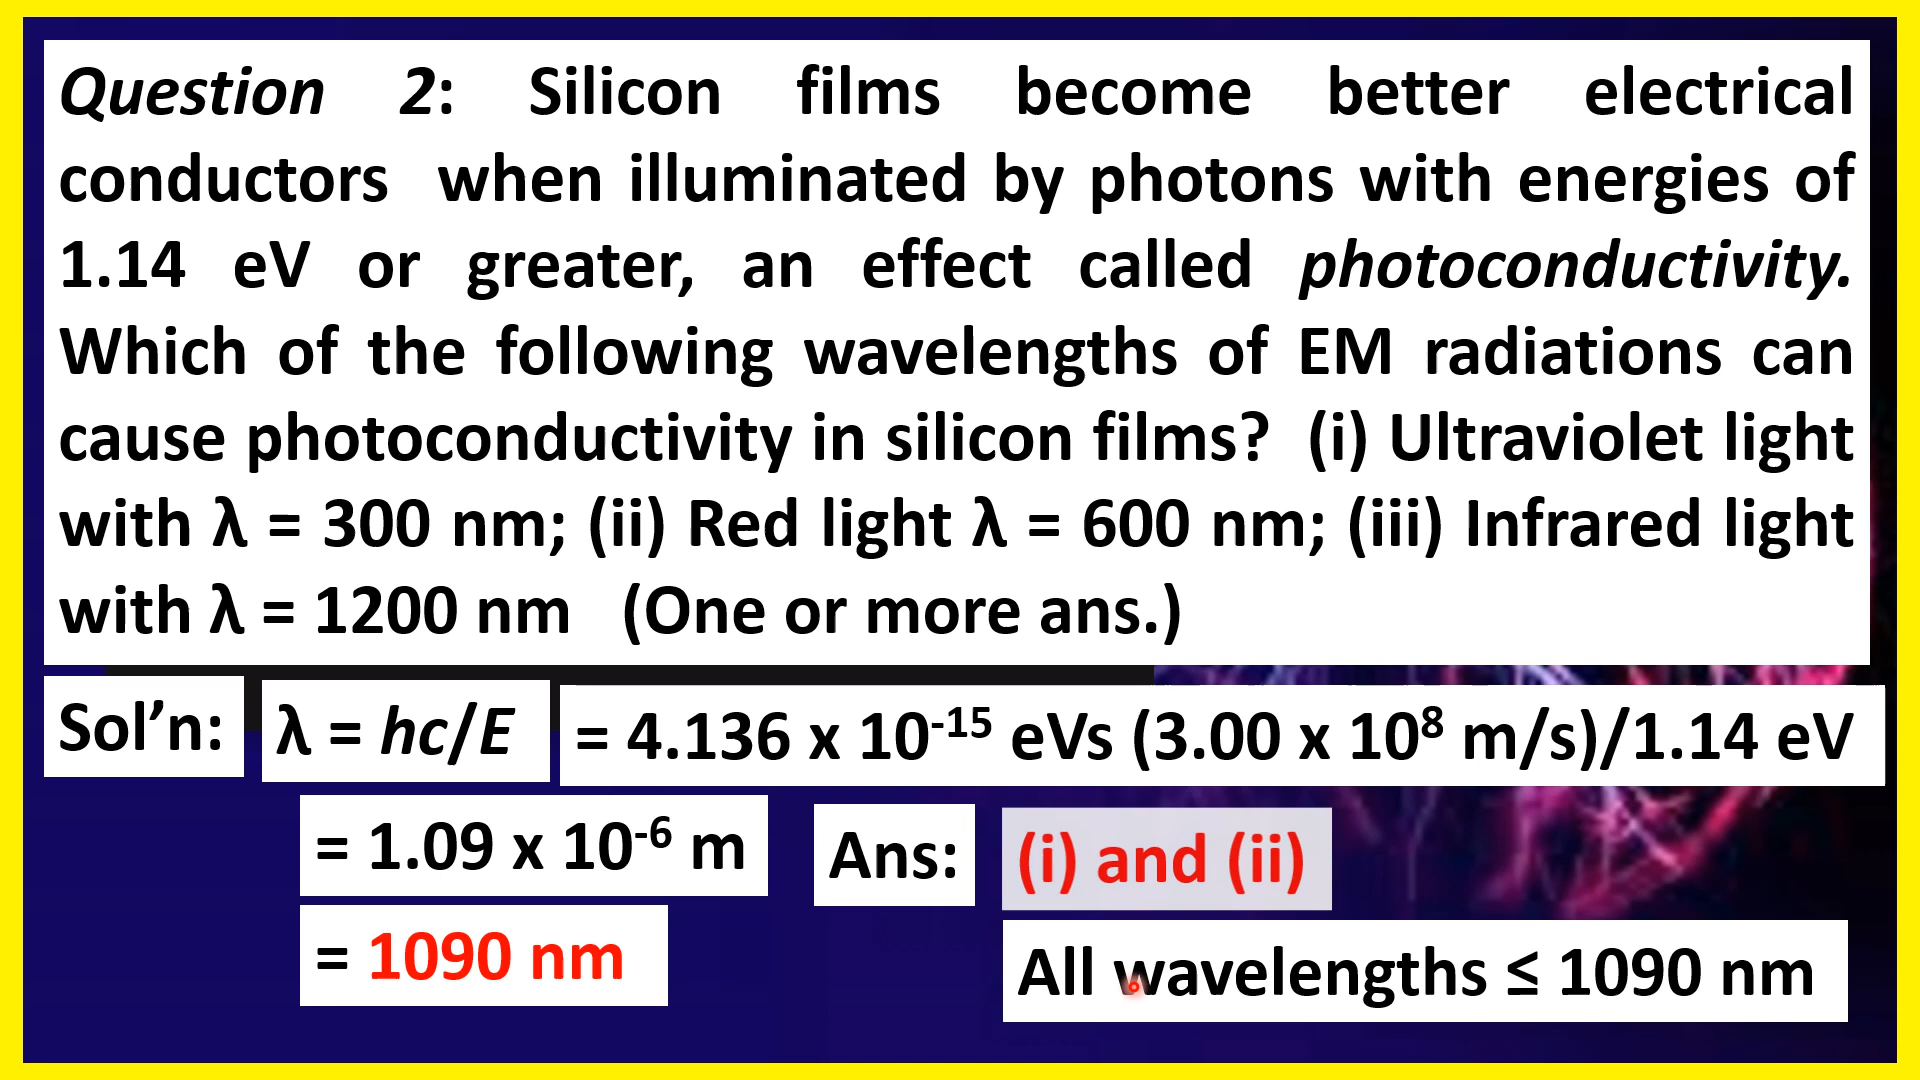 Question 2: Silicon films become better electrical
conductors when illuminated by photons with energies of
1.14 eV or greater, an effect called photoconductivity.
Which of the following wavelengths of EM radiations can
cause photoconductivity in silicon films? (i) Ultraviolet light
with λ = 300 nm; (ii) Red light λ = 600 nm; (iii) Infrared light
with λ = 1200 nm (One or more ans.)
Sol’n: λ = hc/E = 4.136 x 10⁻¹⁵ eVs (3.00 x 10⁸ m/s)/1.14 eV
= 1.09 x 10⁻⁶ m Ans: (i) and (ii)
= 1090 nm All wavelengths ≤ 1090 nm